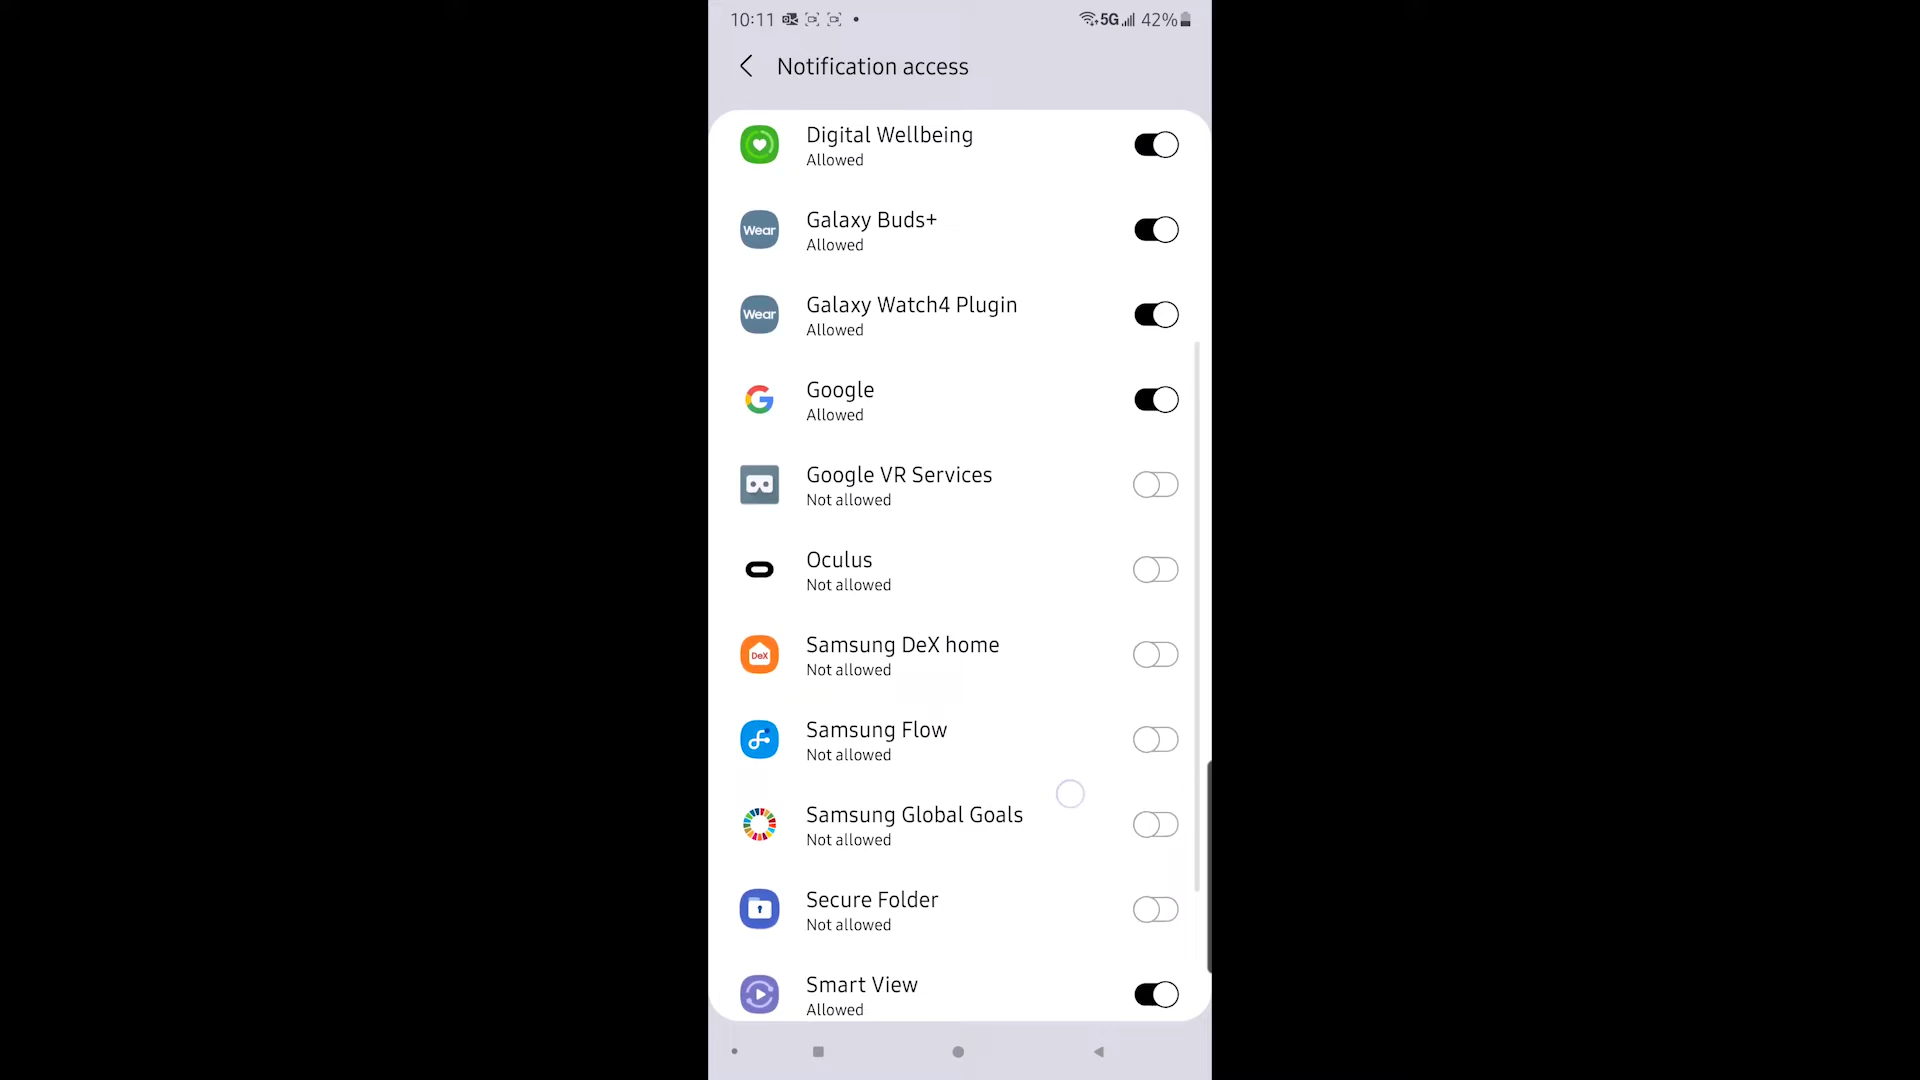 10:11 5G 42%
Notification access
Digital Wellbeing
Allowed
Wear
Galaxy Buds+
Allowed
Wear
Galaxy Watch4 Plugin
Allowed
Google
Allowed
Google VR Services
Not allowed
Oculus
Not allowed
DeX
Samsung DeX home
Not allowed
Samsung Flow
Not allowed
Samsung Global Goals
Not allowed
Secure Folder
Not allowed
Smart View
Allowed